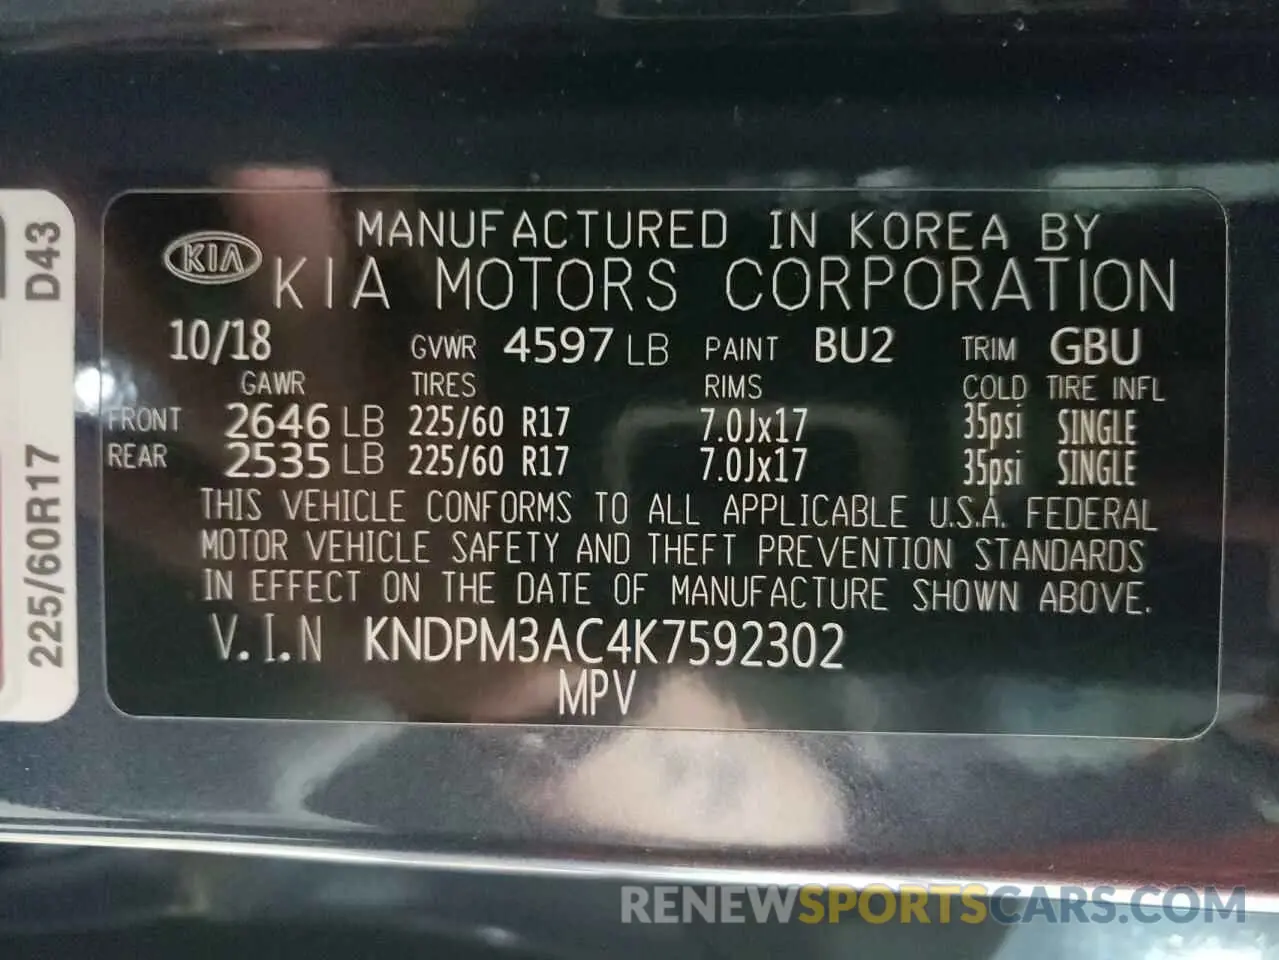 MANUFACTURED IN KOREA BY
KIA KIA MOTORS CORPORATION
10/18 GVWR 4597 LB PAINT BU2 TRIM GBU
GAWR TIRES RIMS COLD TIRE INFL
FRONT 2646 LB 225/60 R17 7.0Jx17 35psi SINGLE
REAR 2535 LB 225/60 R17 7.0Jx17 35psi SINGLE
THIS VEHICLE CONFORMS TO ALL APPLICABLE U.S.A. FEDERAL
MOTOR VEHICLE SAFETY AND THEFT PREVENTION STANDARDS
IN EFFECT ON THE DATE OF MANUFACTURE SHOWN ABOVE.
V.I.N KNDPM3AC4K7592302
MPV
225/60R17 D43
RENEWSPORTSCARS.COM